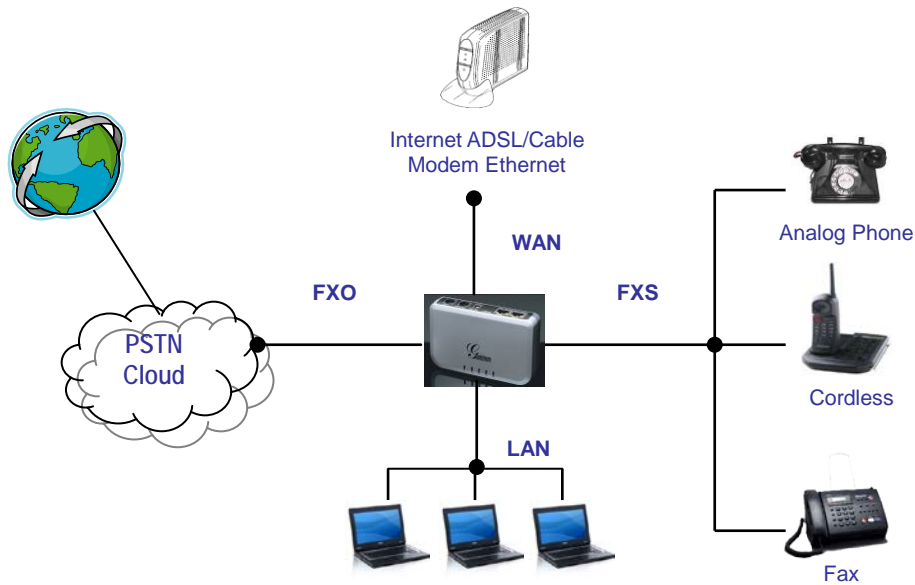 Internet ADSL/Cable
Modem Ethernet
WAN
FXO
FXS
PSTN
Cloud
LAN
Analog Phone
Cordless
Fax